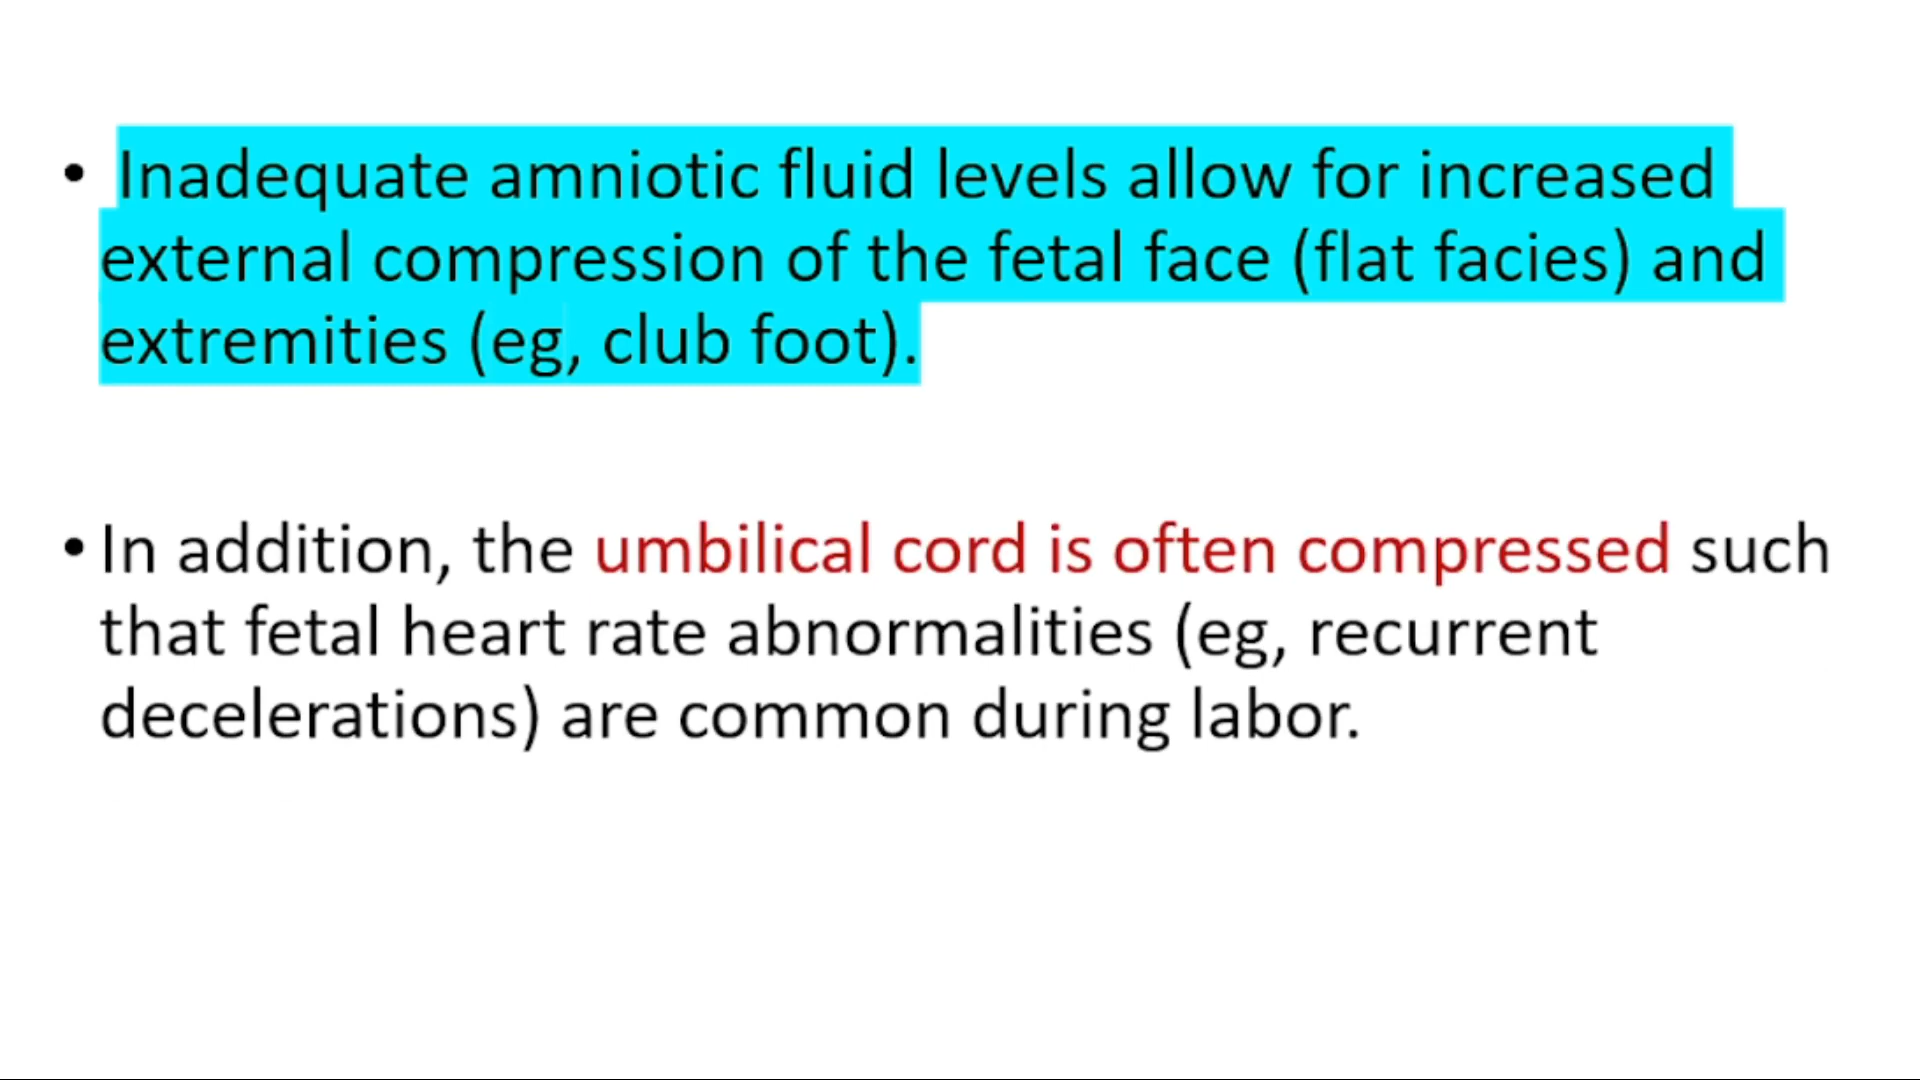 • Inadequate amniotic fluid levels allow for increased
external compression of the fetal face (flat facies) and
extremities (eg, club foot).
• In addition, the umbilical cord is often compressed such
that fetal heart rate abnormalities (eg, recurrent
decelerations) are common during labor.